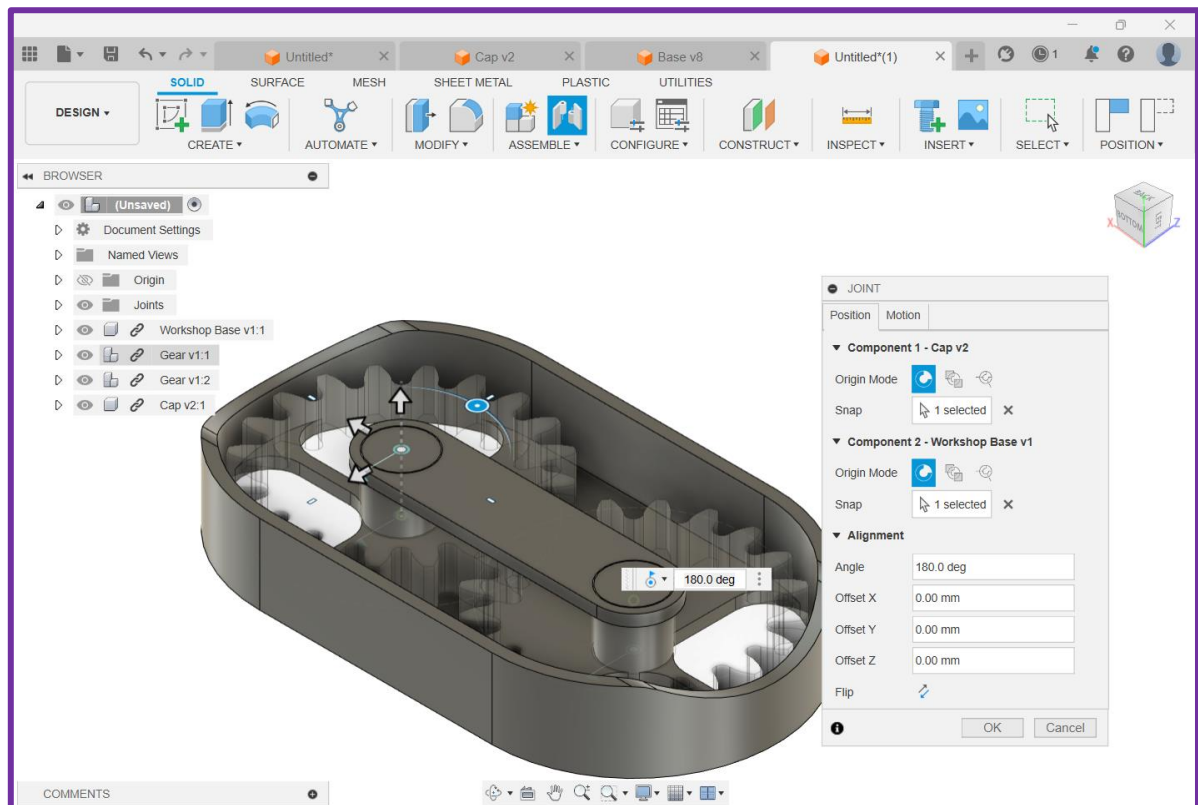 Untitled* Cap v2 Base v8 Untitled*(1) 1
SOLID SURFACE MESH SHEET METAL PLASTIC UTILITIES
DESIGN
CREATE AUTOMATE MODIFY ASSEMBLE CONFIGURE CONSTRUCT INSPECT INSERT SELECT POSITION
BROWSER
(Unsaved)
Document Settings
Named Views
Origin
Joints
Workshop Base v1:1
Gear v1:1
Gear v1:2
Cap v2:1
BACK
BOTTOM LEFT
X Z
JOINT
Position Motion
Component 1 - Cap v2
Origin Mode
Snap 1 selected
Component 2 - Workshop Base v1
Origin Mode
Snap 1 selected
Alignment
Angle 180.0 deg
Offset X 0.00 mm
Offset Y 0.00 mm
Offset Z 0.00 mm
Flip
OK Cancel
180.0 deg
COMMENTS